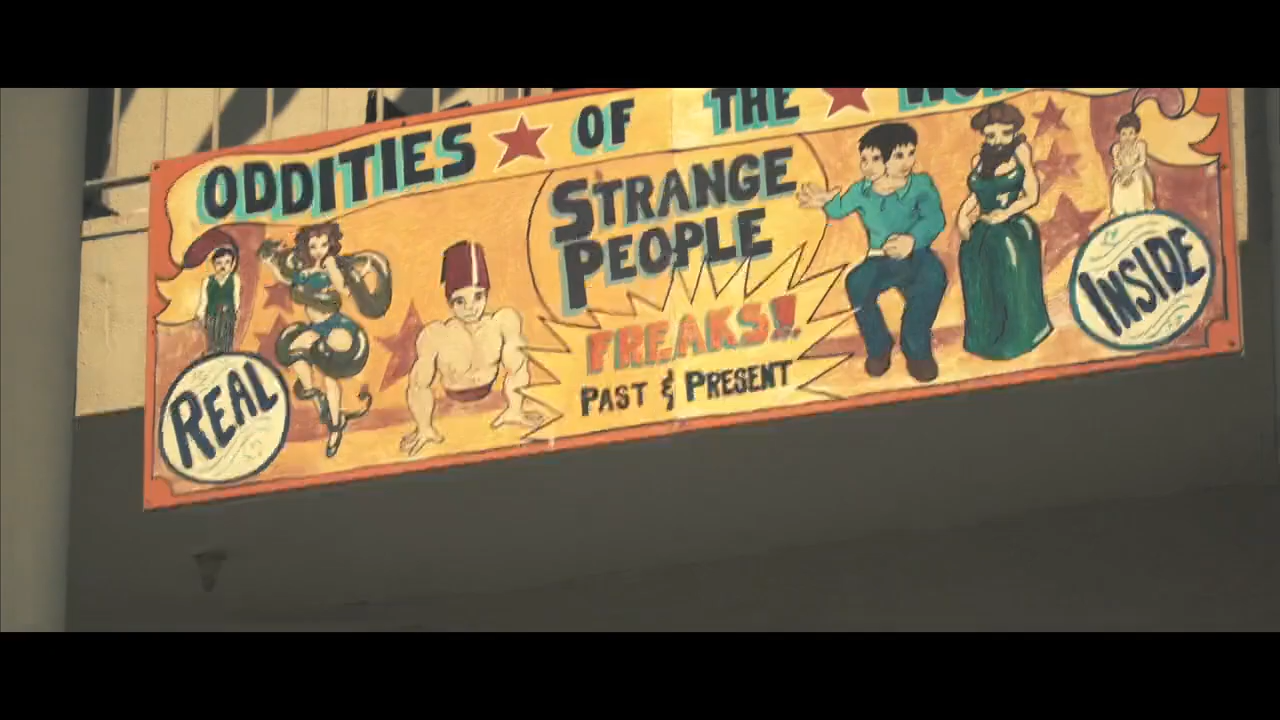 ODDITIES OF THE
STRANGE
PEOPLE
FREAKS!!
PAST & PRESENT
REAL
INSIDE